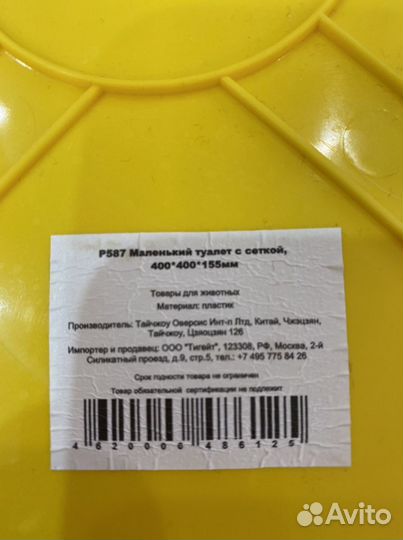 P587 Маленький туалет с сеткой,
400*400*155мм
Товары для животных
Материал: пластик
Производитель: Тайчжоу Оверсис Инт-л Лтд, Китай, Чжэцзян,
Тайчжоу, Цзяоцзян 126
Импортер и продавец: ООО "Тигейт", 123308, РФ, Москва, 2-й
Силикатный проезд, д.9, стр.5, тел.: +7 495 775 84 26
Срок годности товара не ограничен
Товар обязательной сертификации не подлежит
4620006486125
Avito